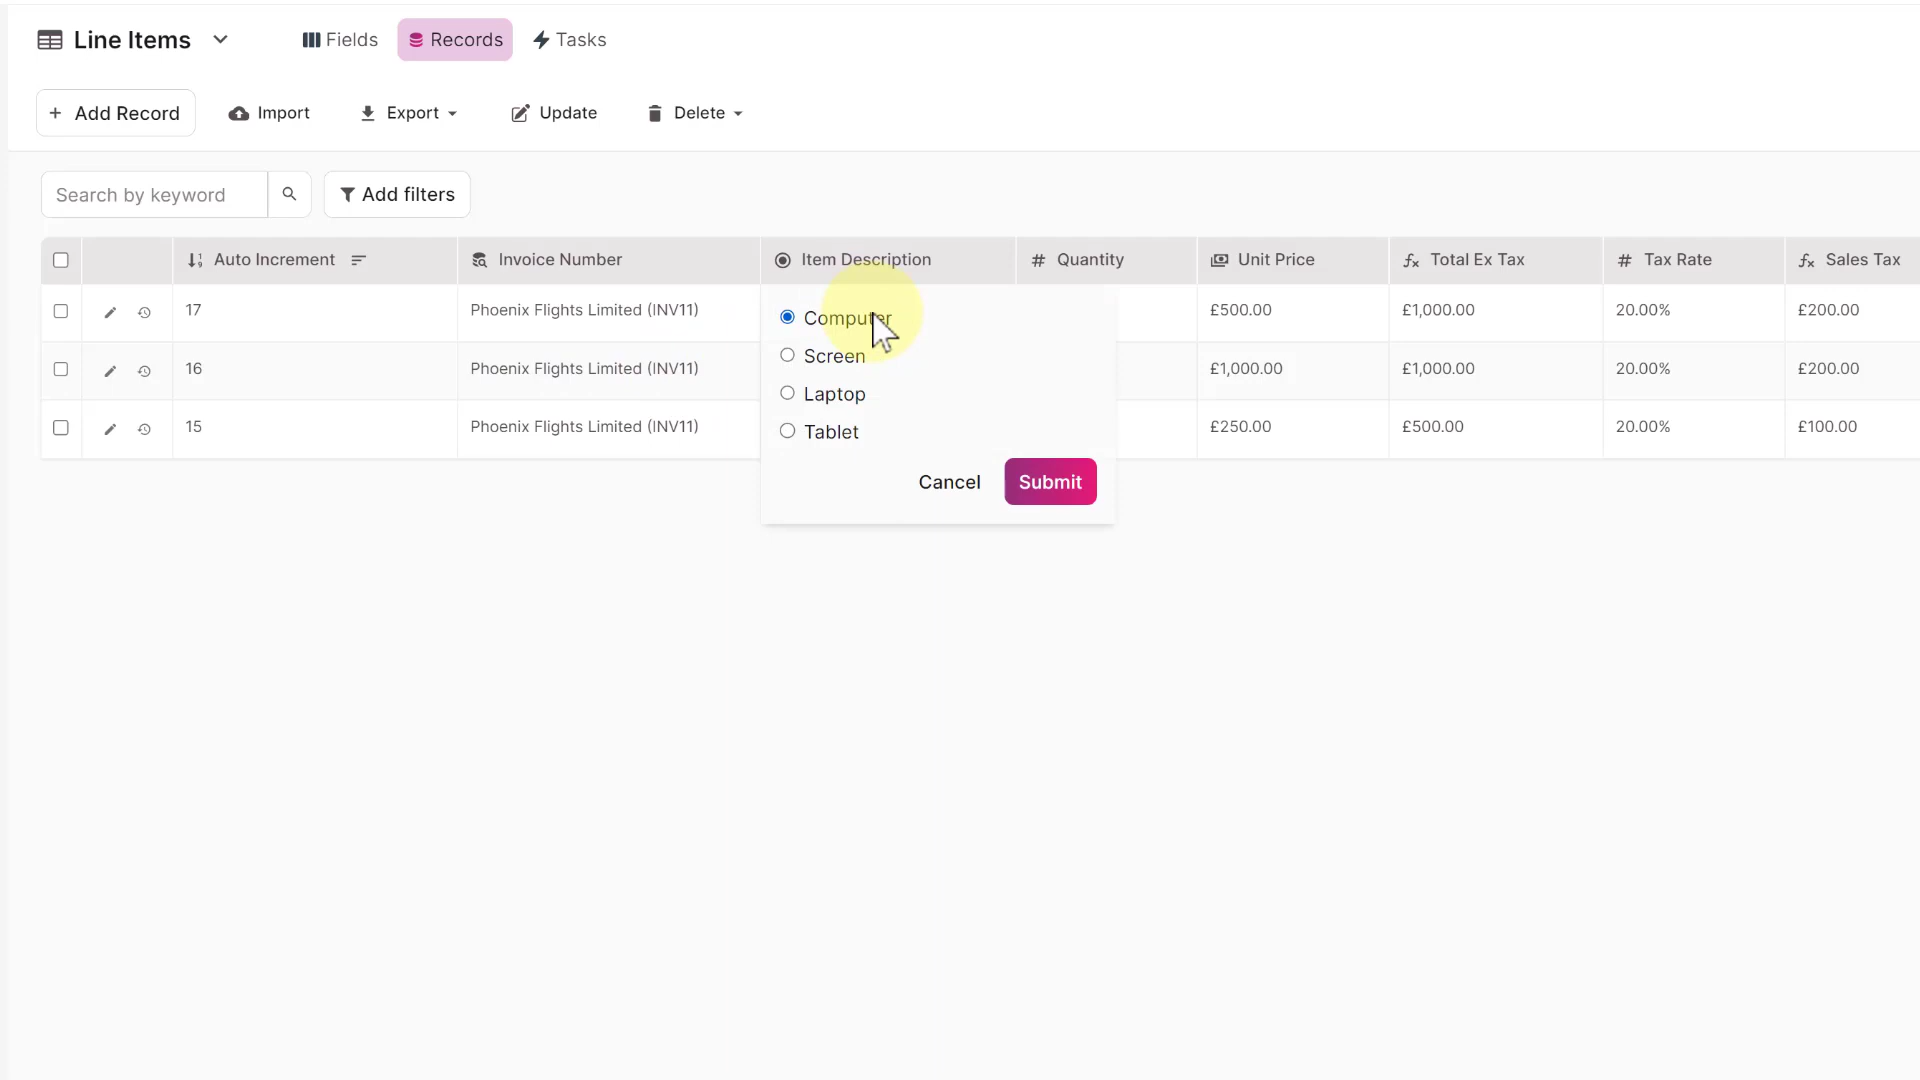 Line Items
Fields
Records
Tasks
+ Add Record
Import
Export
Update
Delete
Search by keyword
Add filters
Auto Increment
Invoice Number
Item Description
# Quantity
Unit Price
fx Total Ex Tax
# Tax Rate
fx Sales Tax
17
Phoenix Flights Limited (INV11)
£500.00
£1,000.00
20.00%
£200.00
16
Phoenix Flights Limited (INV11)
£1,000.00
£1,000.00
20.00%
£200.00
15
Phoenix Flights Limited (INV11)
£250.00
£500.00
20.00%
£100.00
Computer
Screen
Laptop
Tablet
Cancel
Submit